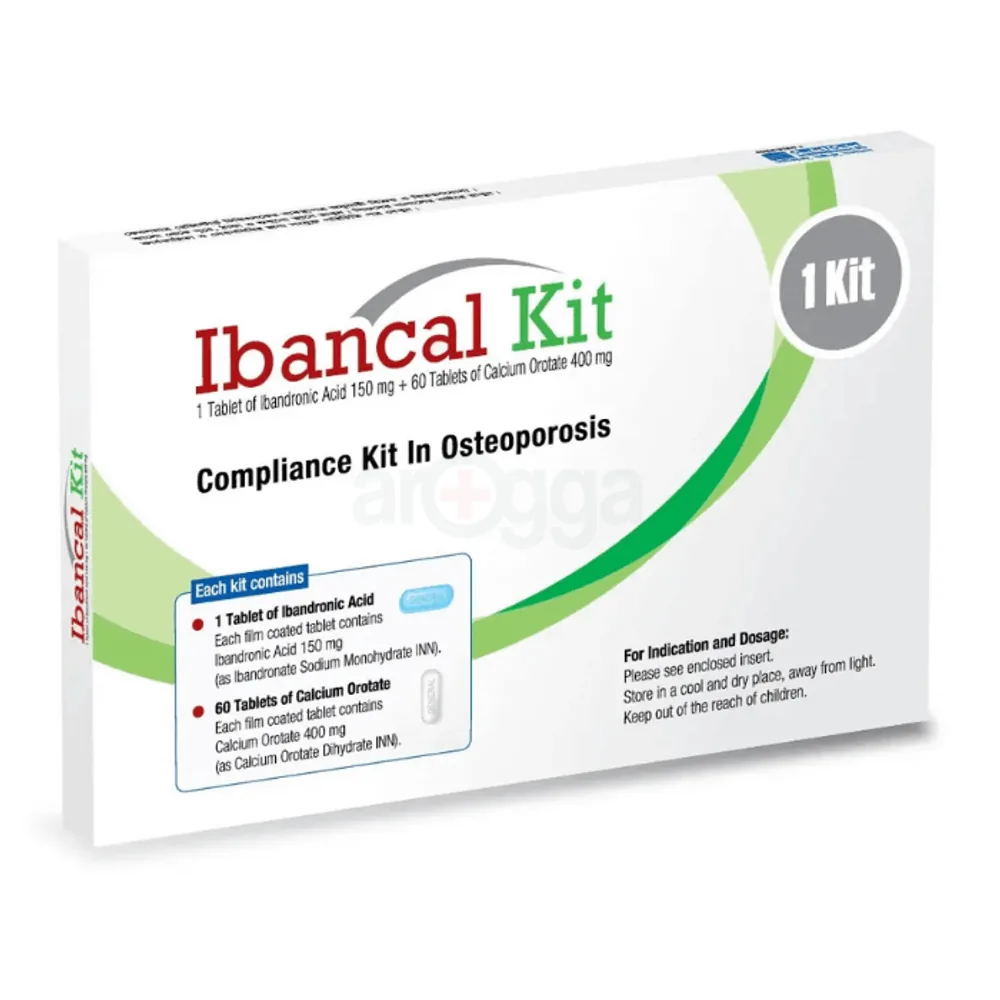 Ibancal Kit
1 Tablet of Ibandronic Acid 150 mg + 60 Tablets of Calcium Orotate 400 mg
Compliance Kit In Osteoporosis
1 Kit
arogga
Ibancal Kit
Each kit contains
1 Tablet of Ibandronic Acid
Each film coated tablet contains
Ibandronic Acid 150 mg
(as Ibandronate Sodium Monohydrate INN).
60 Tablets of Calcium Orotate
Each film coated tablet contains
Calcium Orotate 400 mg
(as Calcium Orotate Dihydrate INN).
GENERAL
GENERAL
For Indication and Dosage:
Please see enclosed insert.
Store in a cool and dry place, away from light.
Keep out of the reach of children.